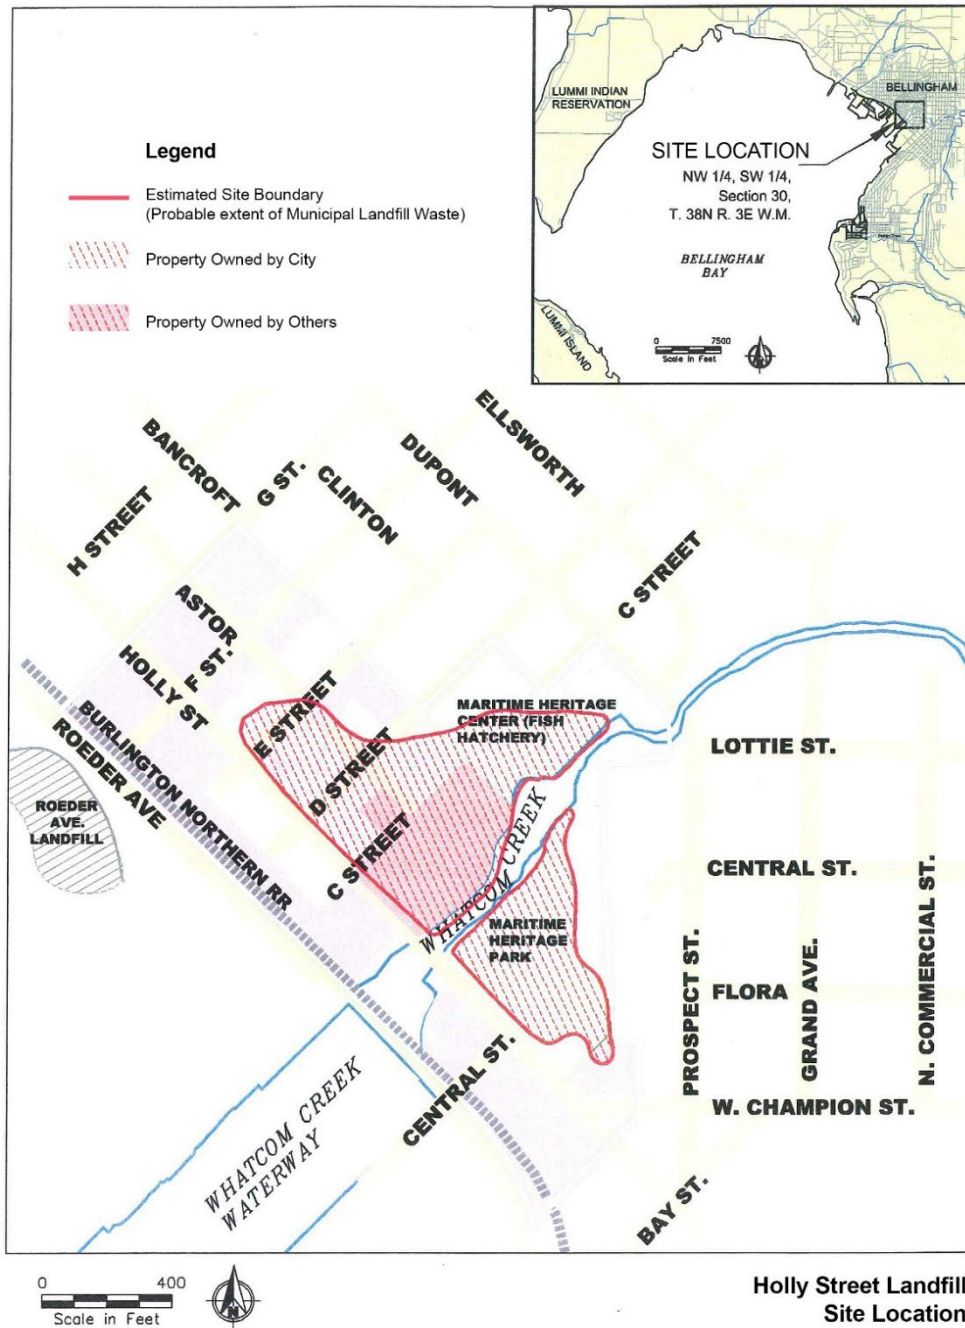 Legend
Estimated Site Boundary
(Probable extent of Municipal Landfill Waste)
Property Owned by City
Property Owned by Others
LUMMI INDIAN
RESERVATION
BELLINGHAM
SITE LOCATION
NW 1/4, SW 1/4,
Section 30,
T. 38N R. 3E W.M.
BELLINGHAM
BAY
LUMMI ISLAND
0 7500
Scale In Feet
ELLSWORTH
DUPONT
BANCROFT
G ST.
CLINTON
H STREET
C STREET
ASTOR
F ST.
HOLLY ST
E STREET
D STREET
C STREET
MARITIME HERITAGE
CENTER (FISH
HATCHERY)
BURLINGTON NORTHERN RR
ROEDER AVE
ROEDER
AVE.
LANDFILL
WHATCOM CREEK
MARITIME
HERITAGE
PARK
LOTTIE ST.
CENTRAL ST.
PROSPECT ST.
FLORA
GRAND AVE.
N. COMMERCIAL ST.
W. CHAMPION ST.
CENTRAL ST.
WHATCOM CREEK
WATERWAY
BAY ST.
0 400
Scale in Feet
N
Holly Street Landfill
Site Location